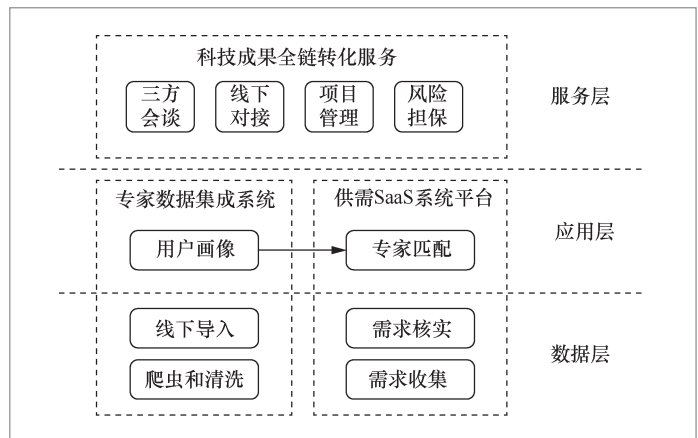 科技成果全链转化服务
三方
会谈
线下
对接
项目
管理
风险
担保
服务层
专家数据集成系统
供需SaaS系统平台
用户画像
专家匹配
应用层
线下导入
需求核实
爬虫和清洗
需求收集
数据层